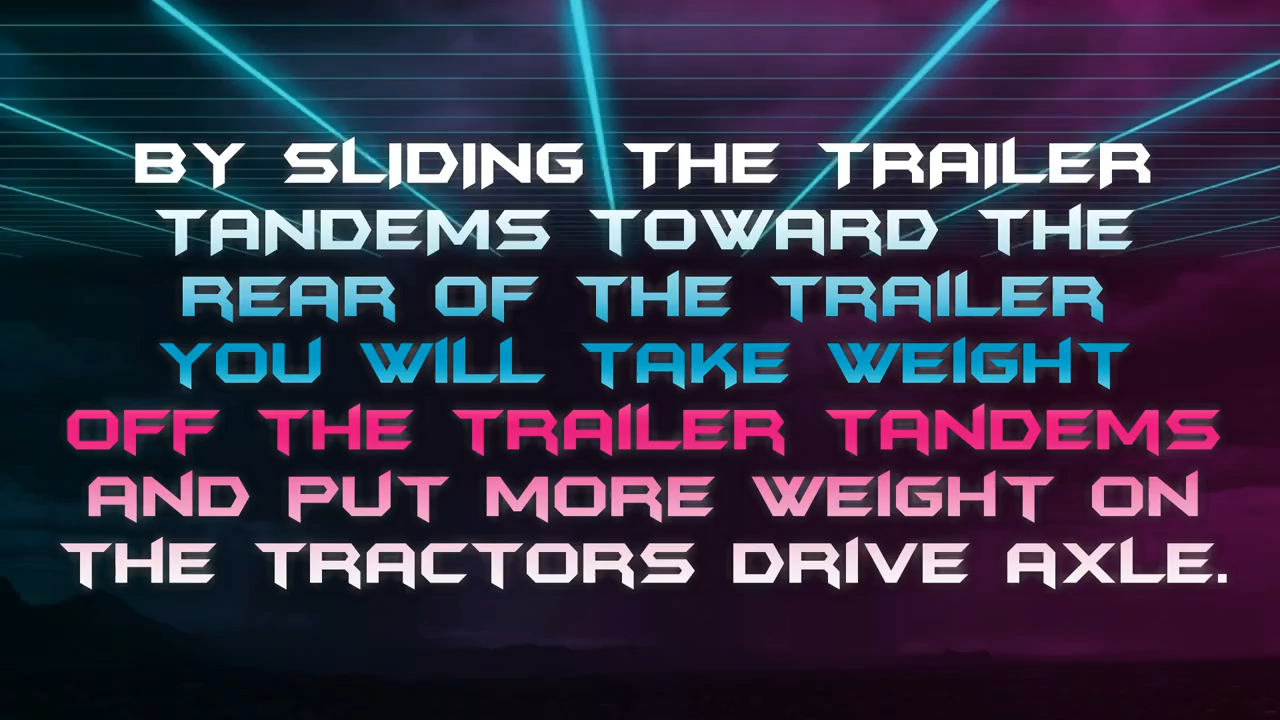 BY SLIDING THE TRAILER
TANDEMS TOWARD THE
REAR OF THE TRAILER
YOU WILL TAKE WEIGHT
OFF THE TRAILER TANDEMS
AND PUT MORE WEIGHT ON
THE TRACTORS DRIVE AXLE.